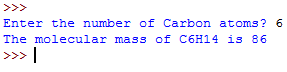 >>>
Enter the number of Carbon atoms? 6
The molecular mass of C6H14 is 86
>>>